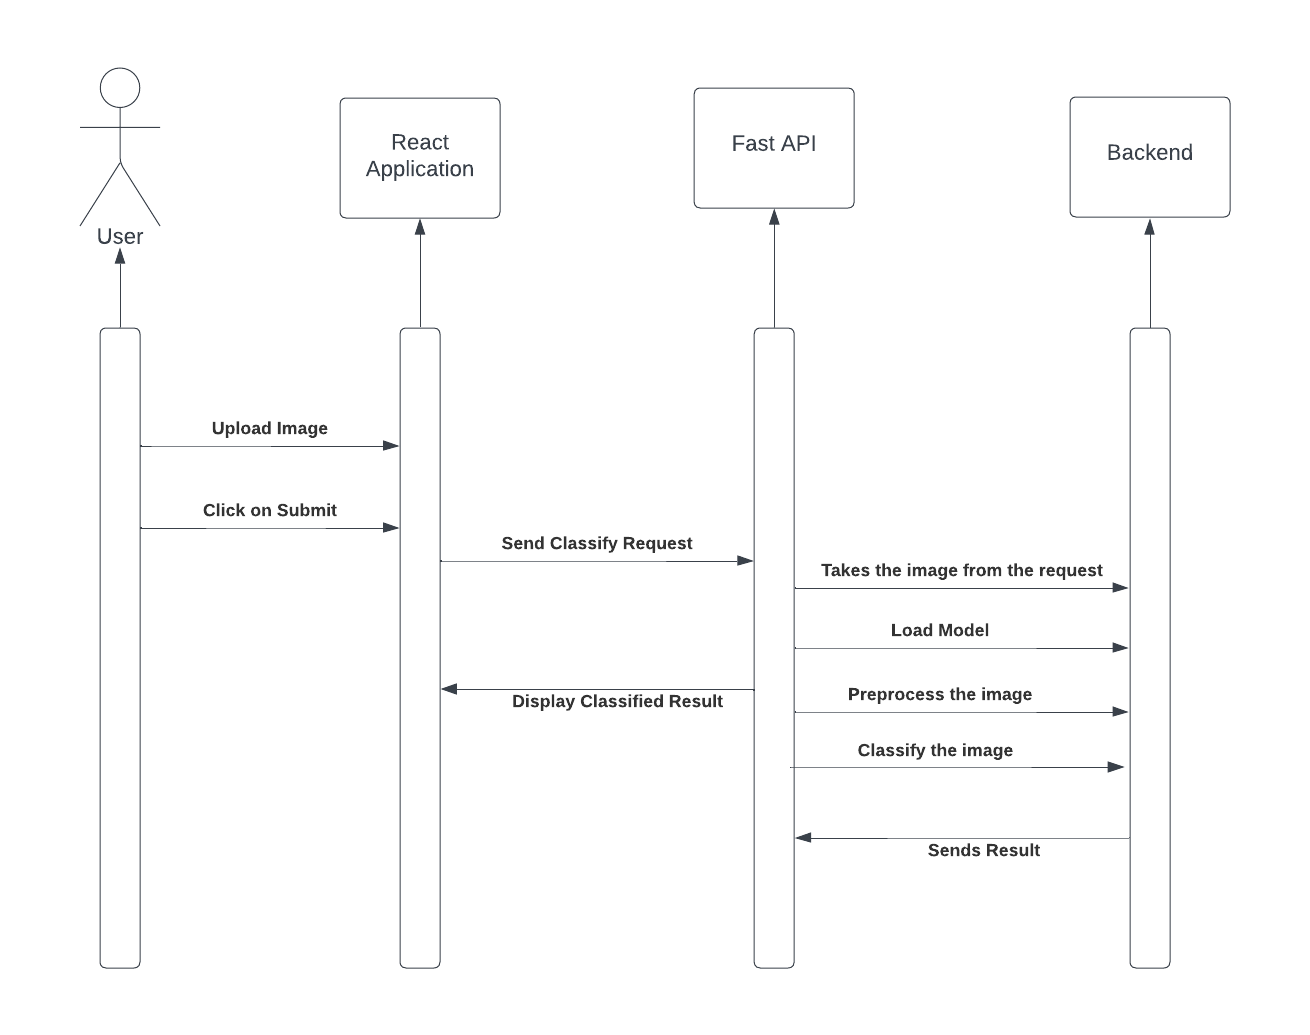 User
React
Application
Fast API
Backend
Upload Image
Click on Submit
Send Classify Request
Takes the image from the request
Load Model
Display Classified Result
Preprocess the image
Classify the image
Sends Result